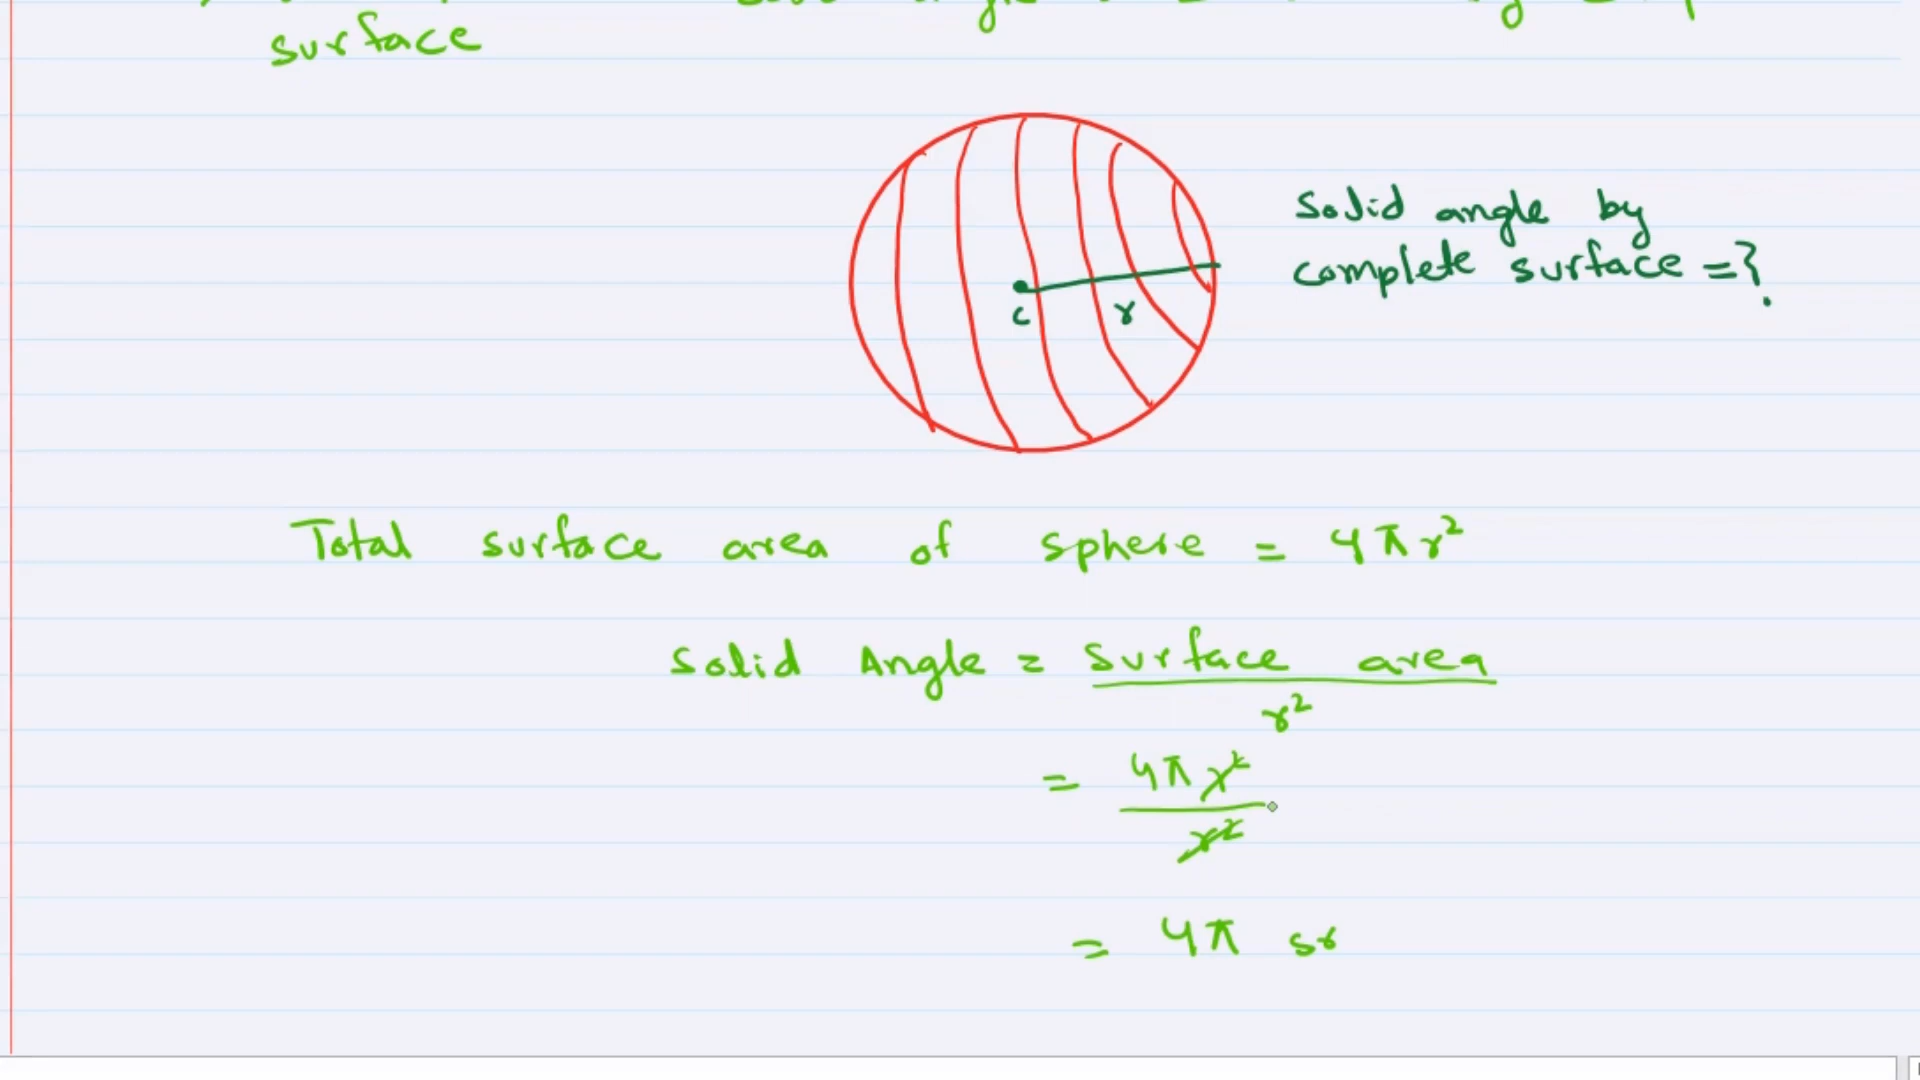 surface
Solid angle by
complete surface = ?
c
r
Total surface area of sphere = 4πr²
Solid Angle = Surface area
r²
= 4πr²
r²
= 4π sr